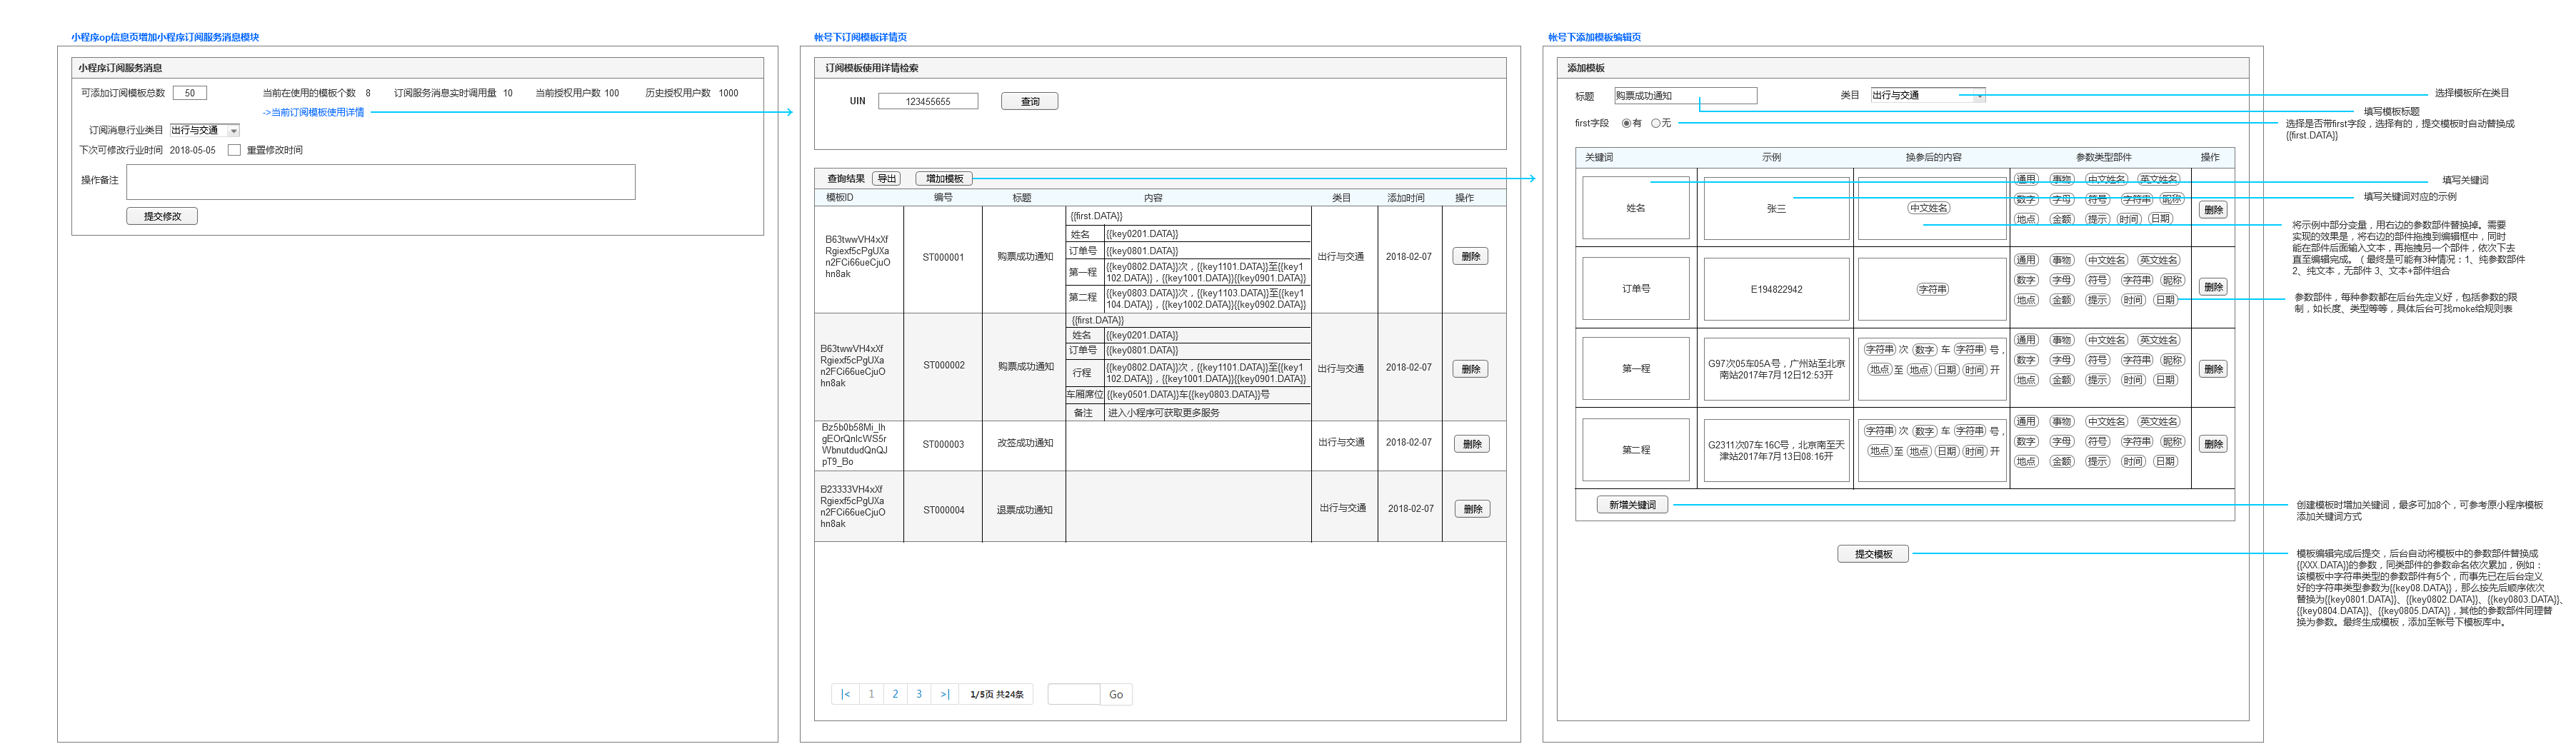 小程序op信息页增加小程序订阅服务消息模块
小程序订阅服务消息
可添加订阅模板总数 50 当前在使用的模板个数 8 订阅服务消息实时调用量 10 当前授权用户数 100 历史授权用户数 1000
->当前订阅模板使用详情
订阅消息行业类目 出行与交通
下次可修改行业时间 2018-05-05 重置修改时间
操作备注
提交修改
帐号下订阅模板详情页
订阅模板使用详情检索
UIN 123455655 查询
查询结果 导出 增加模板
模板ID 编号 标题 内容 类目 添加时间 操作
B63twwVH4xXf
Rgiexf5cPgUXa
n2FCi66ueCjuO
hn8ak
ST000001
购票成功通知
{{first.DATA}}
姓名 {{key0201.DATA}}
订单号 {{key0801.DATA}}
第一程 {{key0802.DATA}}次，{{key1101.DATA}}至{{key1
102.DATA}}，{{key1001.DATA}}{{key0901.DATA}}
第二程 {{key0803.DATA}}次，{{key1103.DATA}}至{{key1
104.DATA}}，{{key1002.DATA}}{{key0902.DATA}}
出行与交通
2018-02-07
删除
B63twwVH4xXf
Rgiexf5cPgUXa
n2FCi66ueCjuO
hn8ak
ST000002
购票成功通知
{{first.DATA}}
姓名 {{key0201.DATA}}
订单号 {{key0801.DATA}}
行程 {{key0802.DATA}}次，{{key1101.DATA}}至{{key1
102.DATA}}，{{key1001.DATA}}{{key0901.DATA}}
车厢席位 {{key0501.DATA}}车{{key0803.DATA}}号
备注 进入小程序可获取更多服务
出行与交通
2018-02-07
删除
Bz5b0b58Mi_lh
gEOrQnlcWS5r
WbnutdudQnQJ
pT9_Bo
ST000003
改签成功通知
出行与交通
2018-02-07
删除
B23333VH4xXf
Rgiexf5cPgUXa
n2FCi66ueCjuO
hn8ak
ST000004
退票成功通知
出行与交通
2018-02-07
删除
|< 1 2 3 >| 1/5页 共24条 Go
帐号下添加模板编辑页
添加模板
标题 购票成功通知 类目 出行与交通
first字段 有 无
关键词 示例 换参后的内容 参数类型部件 操作
姓名
张三
中文姓名
通用 事物 中文姓名 英文姓名
数字 字母 符号 字符串 昵称
地点 金额 提示 时间 日期
删除
订单号
E194822942
字符串
通用 事物 中文姓名 英文姓名
数字 字母 符号 字符串 昵称
地点 金额 提示 时间 日期
删除
第一程
G97次05车05A号，广州站至北京
南站2017年7月12日12:53开
字符串 次 数字 车 字符串 号，
地点 至 地点 日期 时间 开
通用 事物 中文姓名 英文姓名
数字 字母 符号 字符串 昵称
地点 金额 提示 时间 日期
删除
第二程
G2311次07车16C号，北京南至天
津站2017年7月13日08:16开
字符串 次 数字 车 字符串 号，
地点 至 地点 日期 时间 开
通用 事物 中文姓名 英文姓名
数字 字母 符号 字符串 昵称
地点 金额 提示 时间 日期
删除
新增关键词
提交模板
选择模板所在类目
填写模板标题
选择是否带first字段，选择有的，提交模板时自动替换成
{{first.DATA}}
填写关键词
填写关键词对应的示例
将示例中部分变量，用右边的参数部件替换掉。需要
实现的效果是，将右边的部件拖拽到编辑框中，同时
能在部件后面输入文本，再拖拽另一个部件，依次下去
直至编辑完成。（最终是可能有3种情况：1、纯参数部件
2、纯文本，无部件 3、文本+部件组合
参数部件，每种参数都在后台先定义好，包括参数的限
制，如长度、类型等等，具体后台可找moke给规则表
创建模板时增加关键词，最多可加8个，可参考原小程序模板
添加关键词方式
模板编辑完成后提交，后台自动将模板中的参数部件替换成
{{XXX.DATA}}的参数，同类部件的参数命名依次累加，例如：
该模板中字符串类型的参数部件有5个，而事先已在后台定义
好的字符串类型参数为{{key08.DATA}}，那么按先后顺序依次
替换为{{key0801.DATA}}、{{key0802.DATA}}、{{key0803.DATA}}、
{{key0804.DATA}}、{{key0805.DATA}}，其他的参数部件同理替
换为参数。最终生成模板，添加至帐号下模板库中。